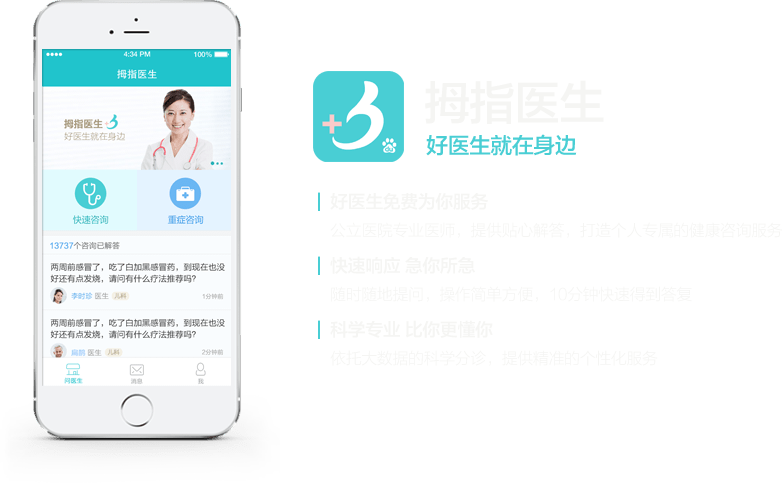 4:34 PM
100%
拇指医生
拇指医生
好医生就在身边
快速咨询
重症咨询
13737个咨询已解答
两周前感冒了，吃了白加黑感冒药，到现在也没
好还有点发烧，请问有什么疗法推荐吗?
李时珍 医生 儿科
1分钟前
两周前感冒了，吃了白加黑感冒药，到现在也没
好还有点发烧，请问有什么疗法推荐吗?
扁鹊 医生 儿科
2分钟前
问医生
消息
我
拇指医生
好医生就在身边
好医生免费为你服务
公立医院专业医师，提供贴心解答，打造个人专属的健康咨询服务
快速响应 急你所急
随时随地提问，操作简单方便，10分钟快速得到答复
科学专业 比你更懂你
依托大数据的科学分诊，提供精准的个性化服务